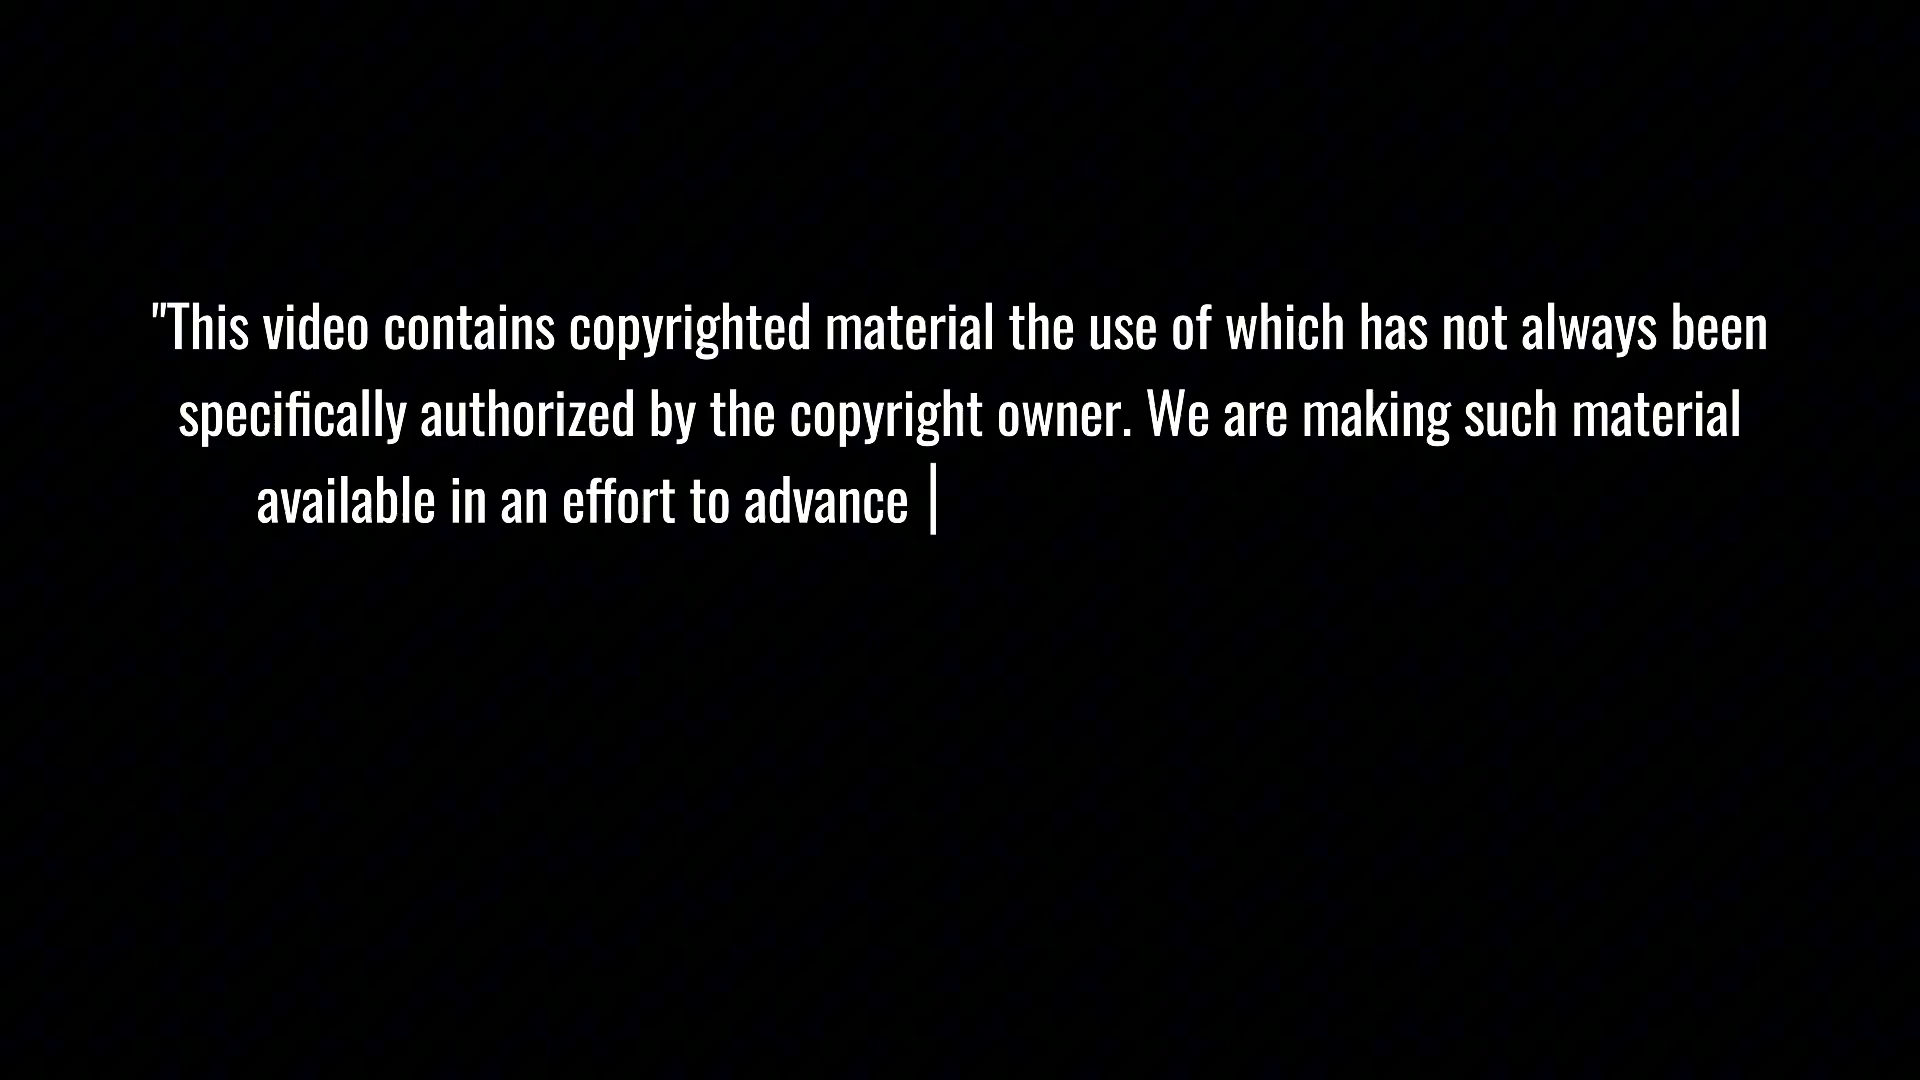 "This video contains copyrighted material the use of which has not always been
specifically authorized by the copyright owner. We are making such material
available in an effort to advance